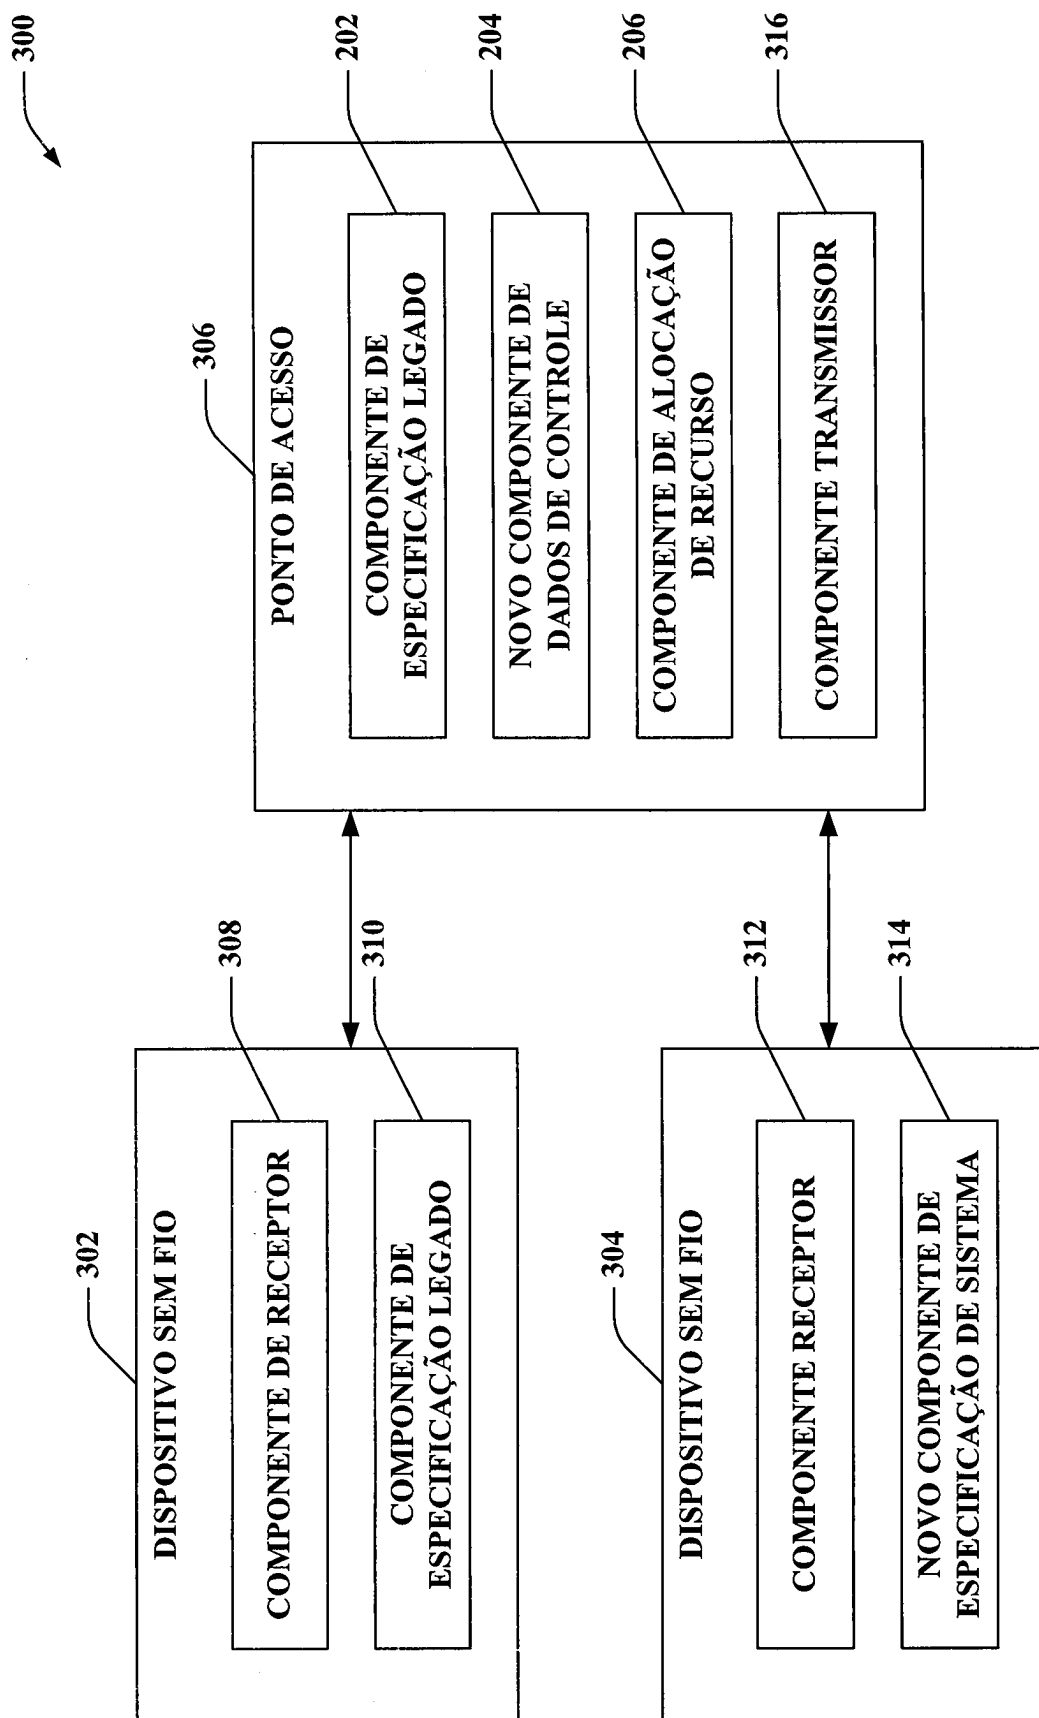 300
302
DISPOSITIVO SEM FIO
308
COMPONENTE DE RECEPTOR
310
COMPONENTE DE
ESPECIFICAÇÃO LEGADO
304
DISPOSITIVO SEM FIO
312
COMPONENTE RECEPTOR
314
NOVO COMPONENTE DE
ESPECIFICAÇÃO DE SISTEMA
306
PONTO DE ACESSO
202
COMPONENTE DE
ESPECIFICAÇÃO LEGADO
204
NOVO COMPONENTE DE
DADOS DE CONTROLE
206
COMPONENTE DE ALOCAÇÃO
DE RECURSO
316
COMPONENTE TRANSMISSOR